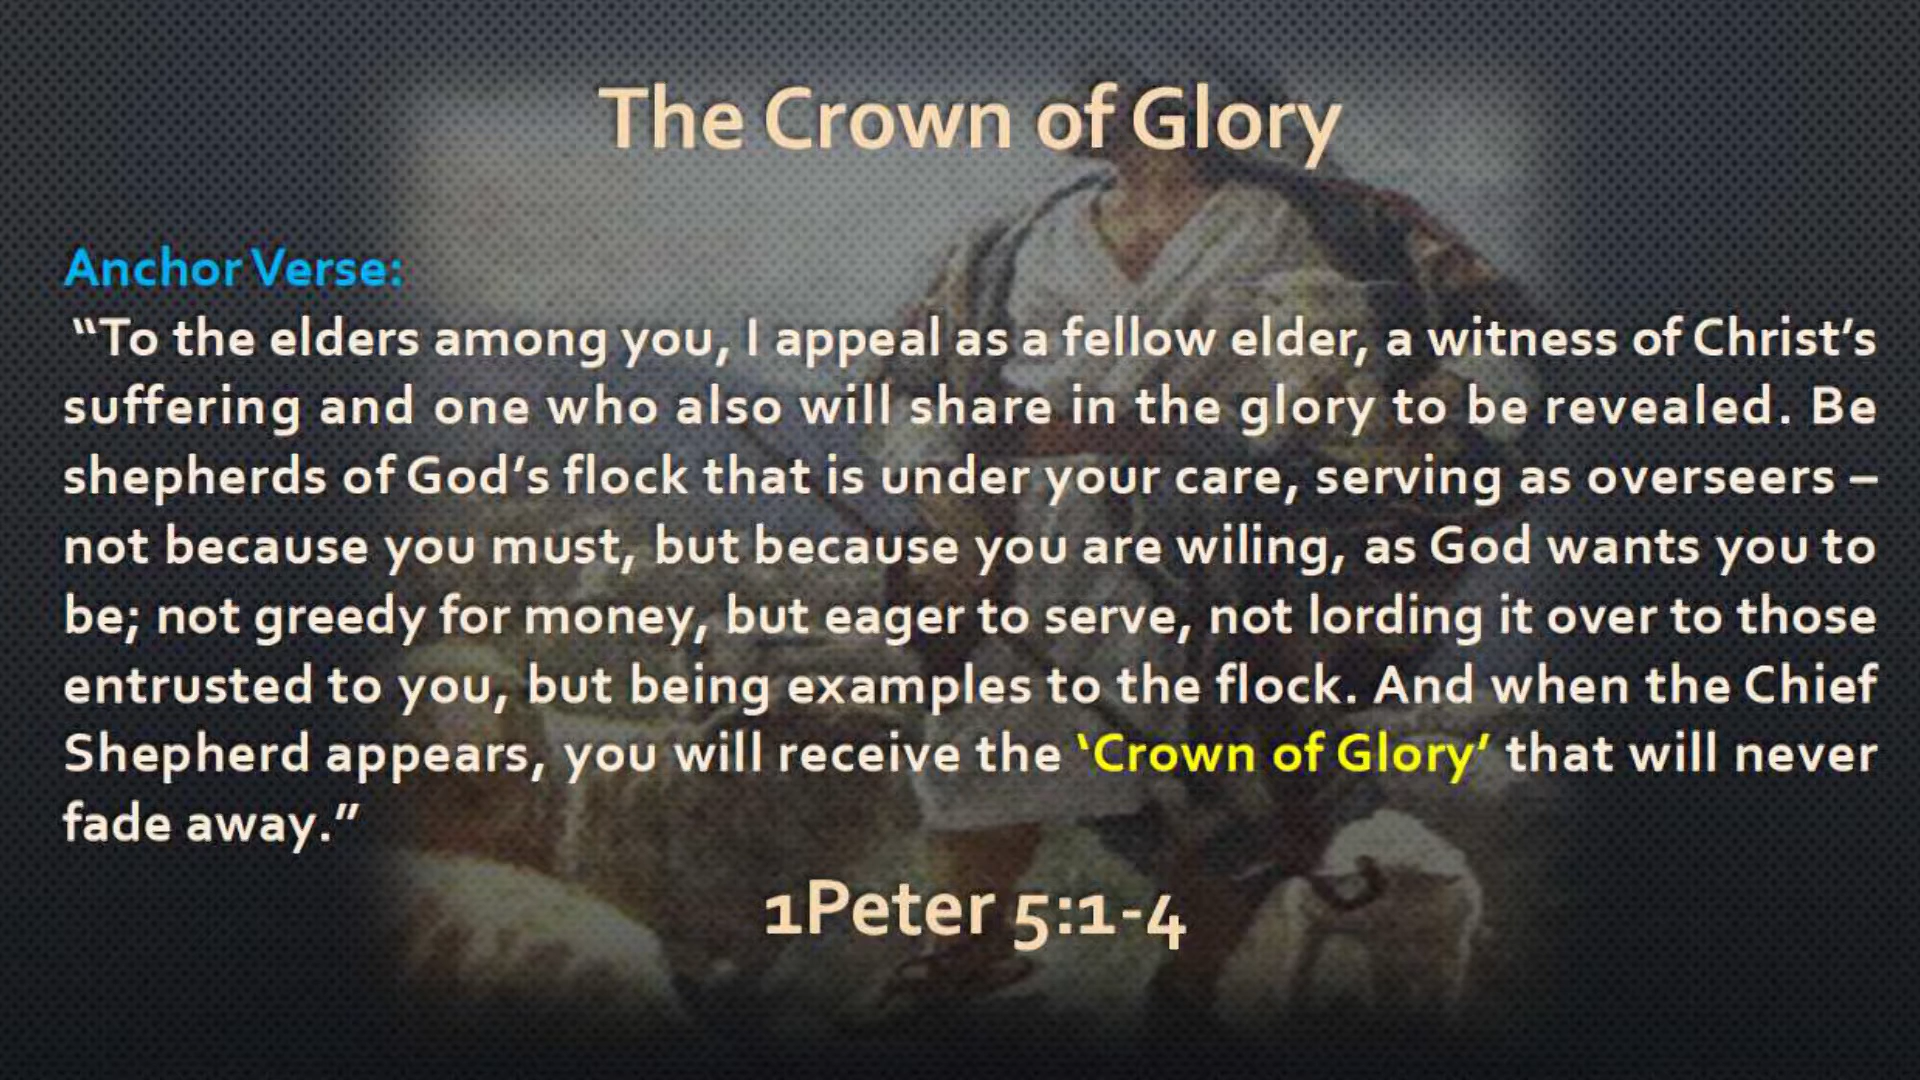 The Crown of Glory
Anchor Verse:
“To the elders among you, I appeal as a fellow elder, a witness of Christ’s
suffering and one who also will share in the glory to be revealed. Be
shepherds of God’s flock that is under your care, serving as overseers –
not because you must, but because you are wiling, as God wants you to
be; not greedy for money, but eager to serve, not lording it over to those
entrusted to you, but being examples to the flock. And when the Chief
Shepherd appears, you will receive the ‘Crown of Glory’ that will never
fade away.”
1Peter 5:1-4